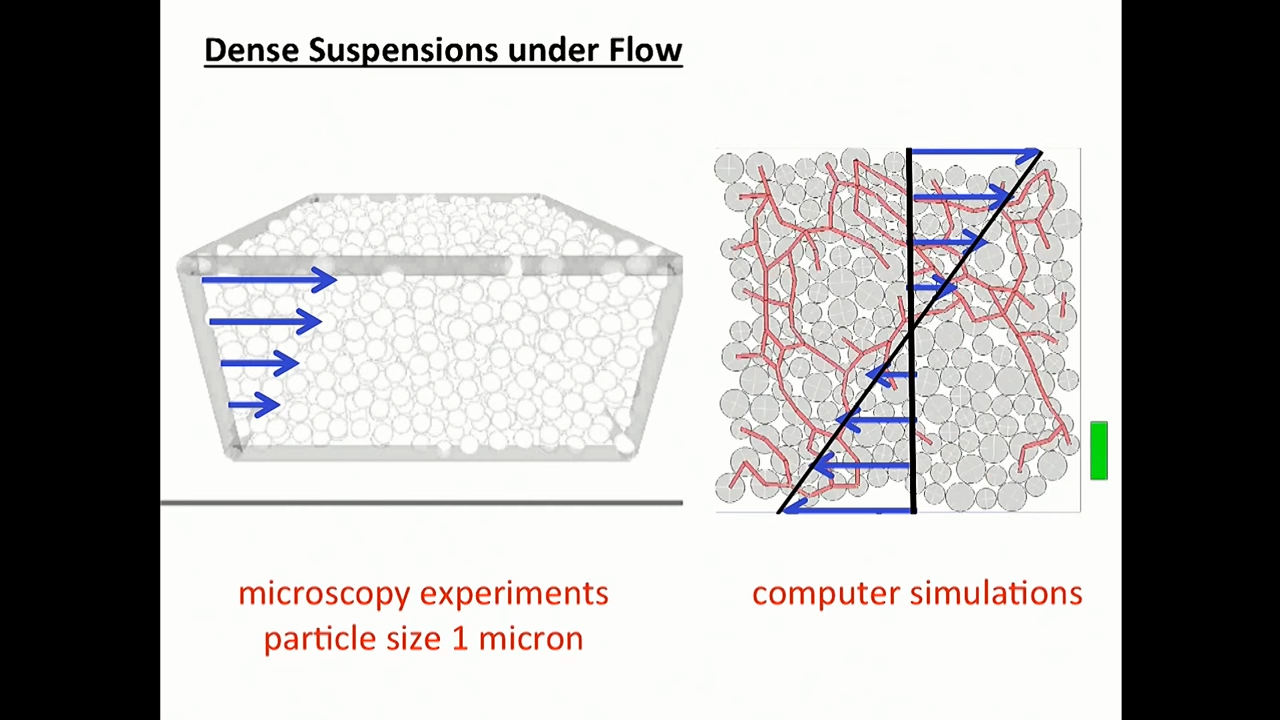 Dense Suspensions under Flow
microscopy experiments
particle size 1 micron
computer simulations